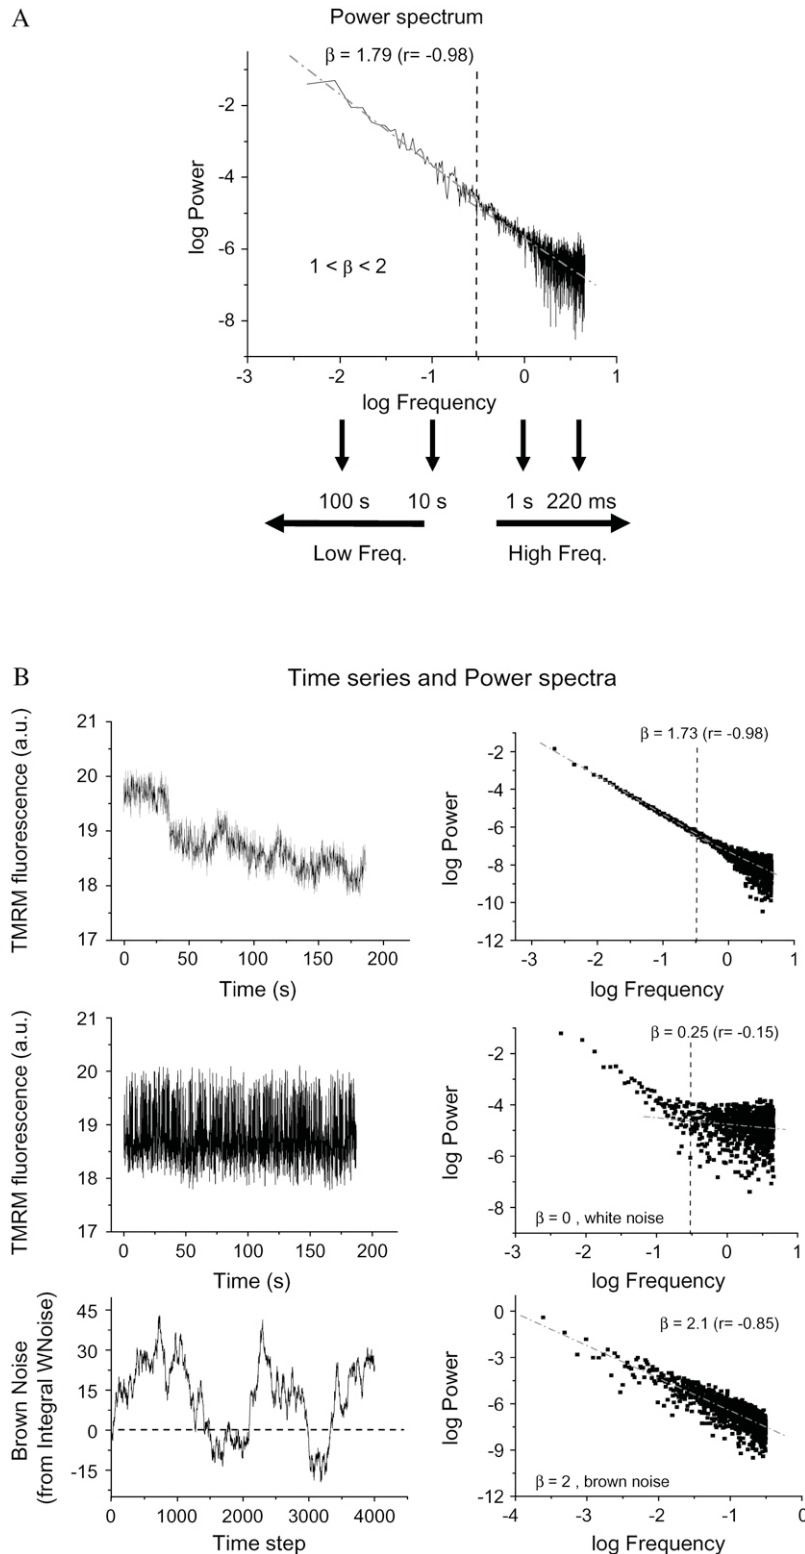 A
Power spectrum
β = 1.79 (r= -0.98)
-2
-4
-6
-8
log Power
1 < β < 2
-3 -2 -1 0 1
log Frequency
100 s 10 s 1 s 220 ms
Low Freq. High Freq.
B
Time series and Power spectra
TMRM fluorescence (a.u.)
21
20
19
18
17
0 50 100 150 200
Time (s)
β = 1.73 (r= -0.98)
log Power
-2
-4
-6
-8
-10
-12
-3 -2 -1 0 1
log Frequency
TMRM fluorescence (a.u.)
21
20
19
18
17
0 50 100 150 200
Time (s)
β = 0.25 (r= -0.15)
log Power
-2
-4
-6
-8
β = 0 , white noise
-3 -2 -1 0 1
log Frequency
Brown Noise
(from Integral WNoise)
45
30
15
0
-15
0 1000 2000 3000 4000
Time step
β = 2.1 (r= -0.85)
log Power
0
-3
-6
-9
-12
β = 2 , brown noise
-4 -3 -2 -1 0
log Frequency